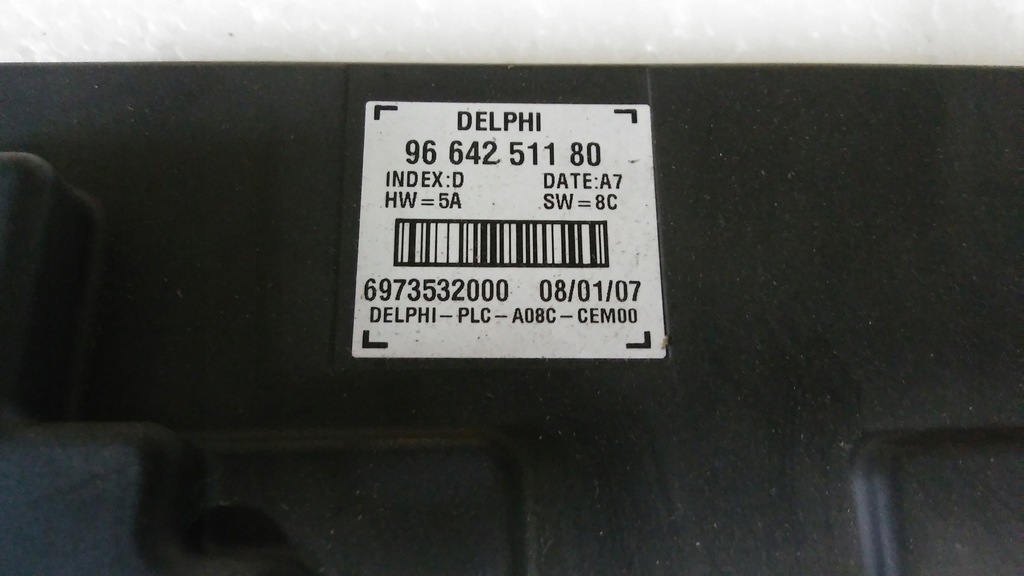 DELPHI
96 642 511 80
INDEX:D DATE:A7
HW=5A SW=8C
6973532000 08/01/07
DELPHI-PLC-A08C-CEM00